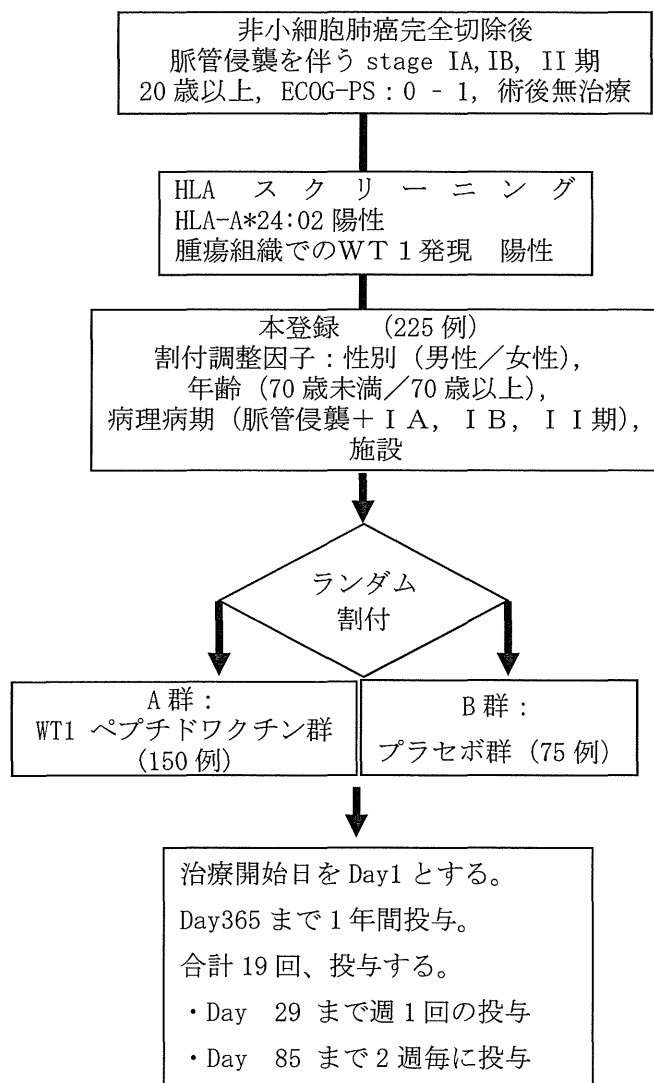 非小細胞肺癌完全切除後
脈管侵襲を伴う stage IA,IB, II 期
20 歳以上, ECOG-PS：0 - 1, 術後無治療
HLA ス ク リ ー ニ ン グ
HLA-A*24:02 陽性
腫瘍組織でのＷＴ１発現　陽性
本登録　（225 例）
割付調整因子：性別（男性／女性），
年齢（70 歳未満／70 歳以上），
病理病期（脈管侵襲＋ＩＡ， ＩＢ， ＩＩ期），
施設
ランダム
割付
A 群：
WT1 ペプチドワクチン群
（150 例）
B 群：
プラセボ群（75 例）
治療開始日を Day1 とする。
Day365 まで１年間投与。
合計 19 回、投与する。
・Day　29 まで週１回の投与
・Day　85 まで２週毎に投与